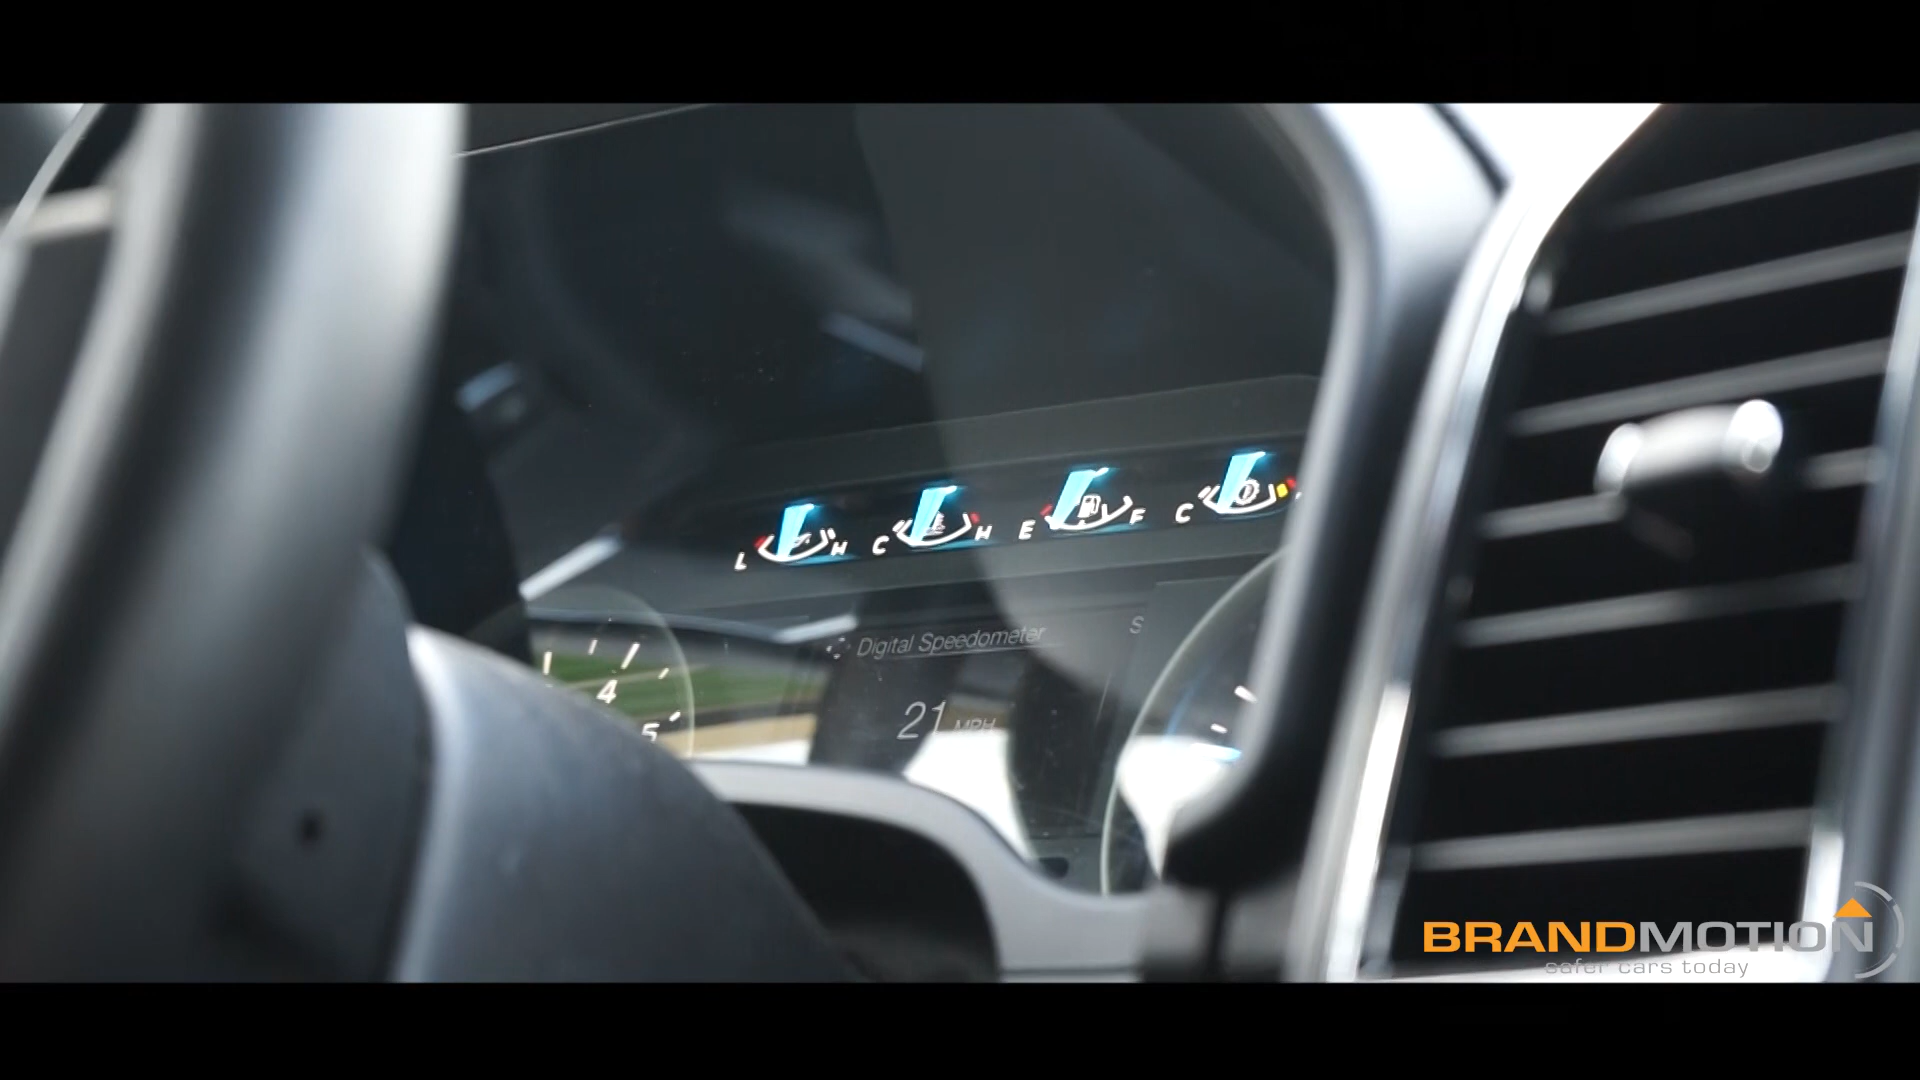 L H C H E F C
Digital Speedometer
S
4
5
21 MPH
BRANDMOTION
safer cars today